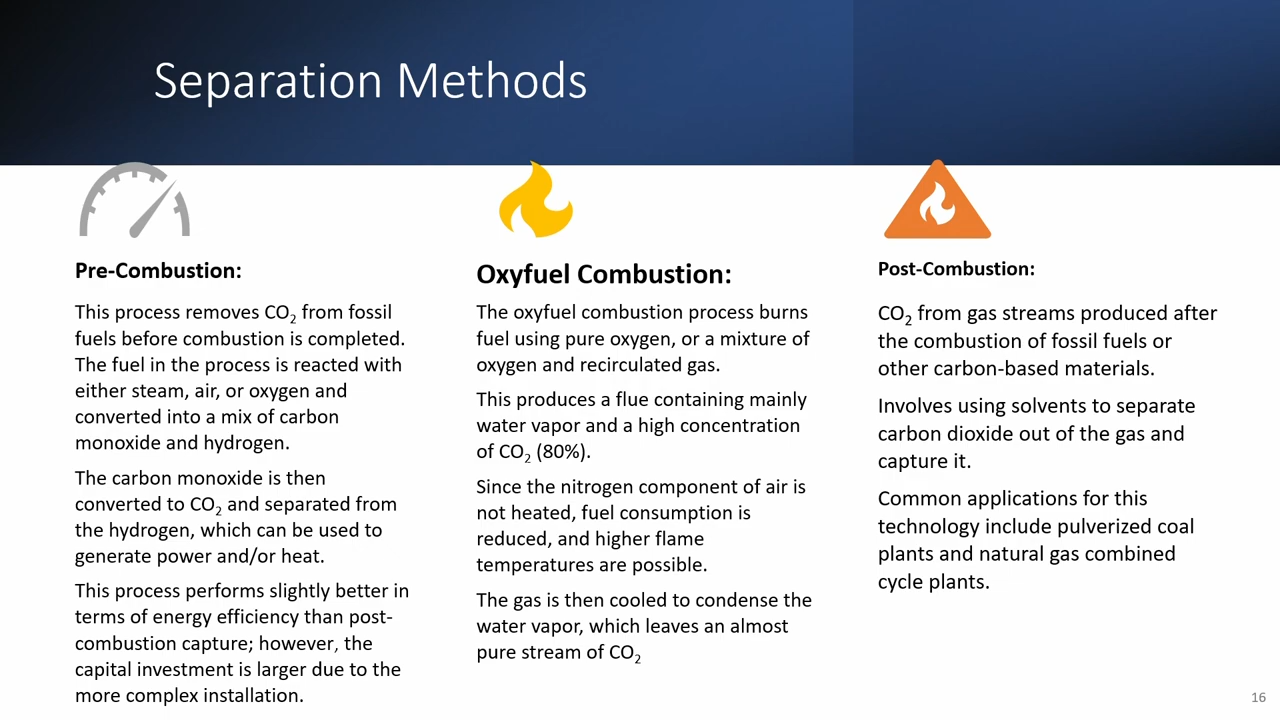 Separation Methods
Pre-Combustion:
This process removes CO₂ from fossil
fuels before combustion is completed.
The fuel in the process is reacted with
either steam, air, or oxygen and
converted into a mix of carbon
monoxide and hydrogen.
The carbon monoxide is then
converted to CO₂ and separated from
the hydrogen, which can be used to
generate power and/or heat.
This process performs slightly better in
terms of energy efficiency than post-
combustion capture; however, the
capital investment is larger due to the
more complex installation.
Oxyfuel Combustion:
The oxyfuel combustion process burns
fuel using pure oxygen, or a mixture of
oxygen and recirculated gas.
This produces a flue containing mainly
water vapor and a high concentration
of CO₂ (80%).
Since the nitrogen component of air is
not heated, fuel consumption is
reduced, and higher flame
temperatures are possible.
The gas is then cooled to condense the
water vapor, which leaves an almost
pure stream of CO₂
Post-Combustion:
CO₂ from gas streams produced after
the combustion of fossil fuels or
other carbon-based materials.
Involves using solvents to separate
carbon dioxide out of the gas and
capture it.
Common applications for this
technology include pulverized coal
plants and natural gas combined
cycle plants.
16